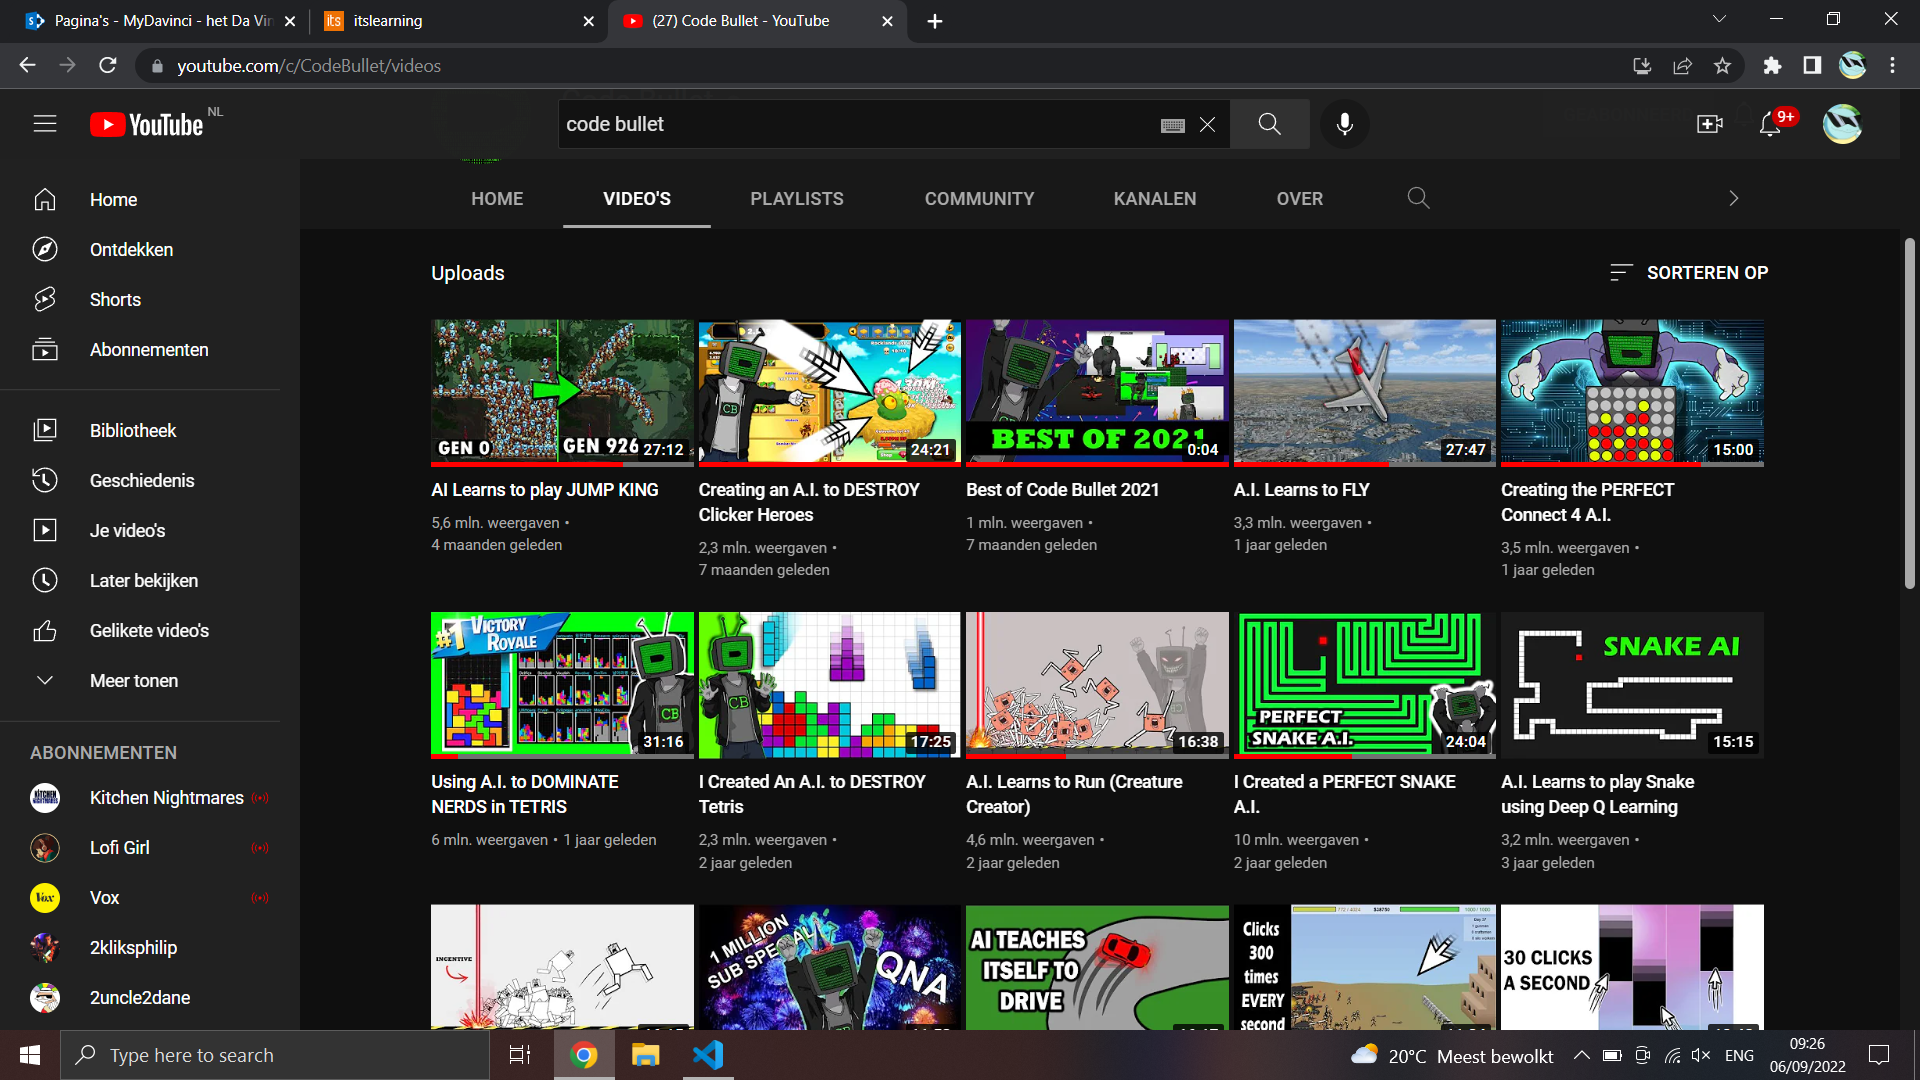 Pagina's - MyDavinci - het Da Vin
itslearning
(27) Code Bullet - YouTube
youtube.com/c/CodeBullet/videos
YouTube NL
code bullet
9+
Home
Ontdekken
Shorts
Abonnementen
Bibliotheek
Geschiedenis
Je video's
Later bekijken
Gelikete video's
Meer tonen
ABONNEMENTEN
Kitchen Nightmares
Lofi Girl
Vox
2kliksphilip
2uncle2dane
HOME
VIDEO'S
PLAYLISTS
COMMUNITY
KANALEN
OVER
Uploads
SORTEREN OP
GEN 0
GEN 926
27:12
AI Learns to play JUMP KING
5,6 mln. weergaven •
4 maanden geleden
CB
24:21
Creating an A.I. to DESTROY
Clicker Heroes
2,3 mln. weergaven •
7 maanden geleden
BEST OF 2021
0:04
Best of Code Bullet 2021
1 mln. weergaven •
7 maanden geleden
27:47
A.I. Learns to FLY
3,3 mln. weergaven •
1 jaar geleden
15:00
Creating the PERFECT
Connect 4 A.I.
3,5 mln. weergaven •
1 jaar geleden
#1 VICTORY
ROYALE
CB
31:16
Using A.I. to DOMINATE
NERDS in TETRIS
6 mln. weergaven • 1 jaar geleden
CB
17:25
I Created An A.I. to DESTROY
Tetris
2,3 mln. weergaven •
2 jaar geleden
16:38
A.I. Learns to Run (Creature
Creator)
4,6 mln. weergaven •
2 jaar geleden
PERFECT
SNAKE A.I.
24:04
I Created a PERFECT SNAKE
A.I.
10 mln. weergaven •
2 jaar geleden
SNAKE AI
15:15
A.I. Learns to play Snake
using Deep Q Learning
3,2 mln. weergaven •
3 jaar geleden
INCENTIVE
1 MILLION
SUB SPECIAL
QNA
CB
AI TEACHES
ITSELF TO
DRIVE
Clicks
300
times
EVERY
second
30 CLICKS
A SECOND
Type here to search
20°C Meest bewolkt
ENG
09:26
06/09/2022